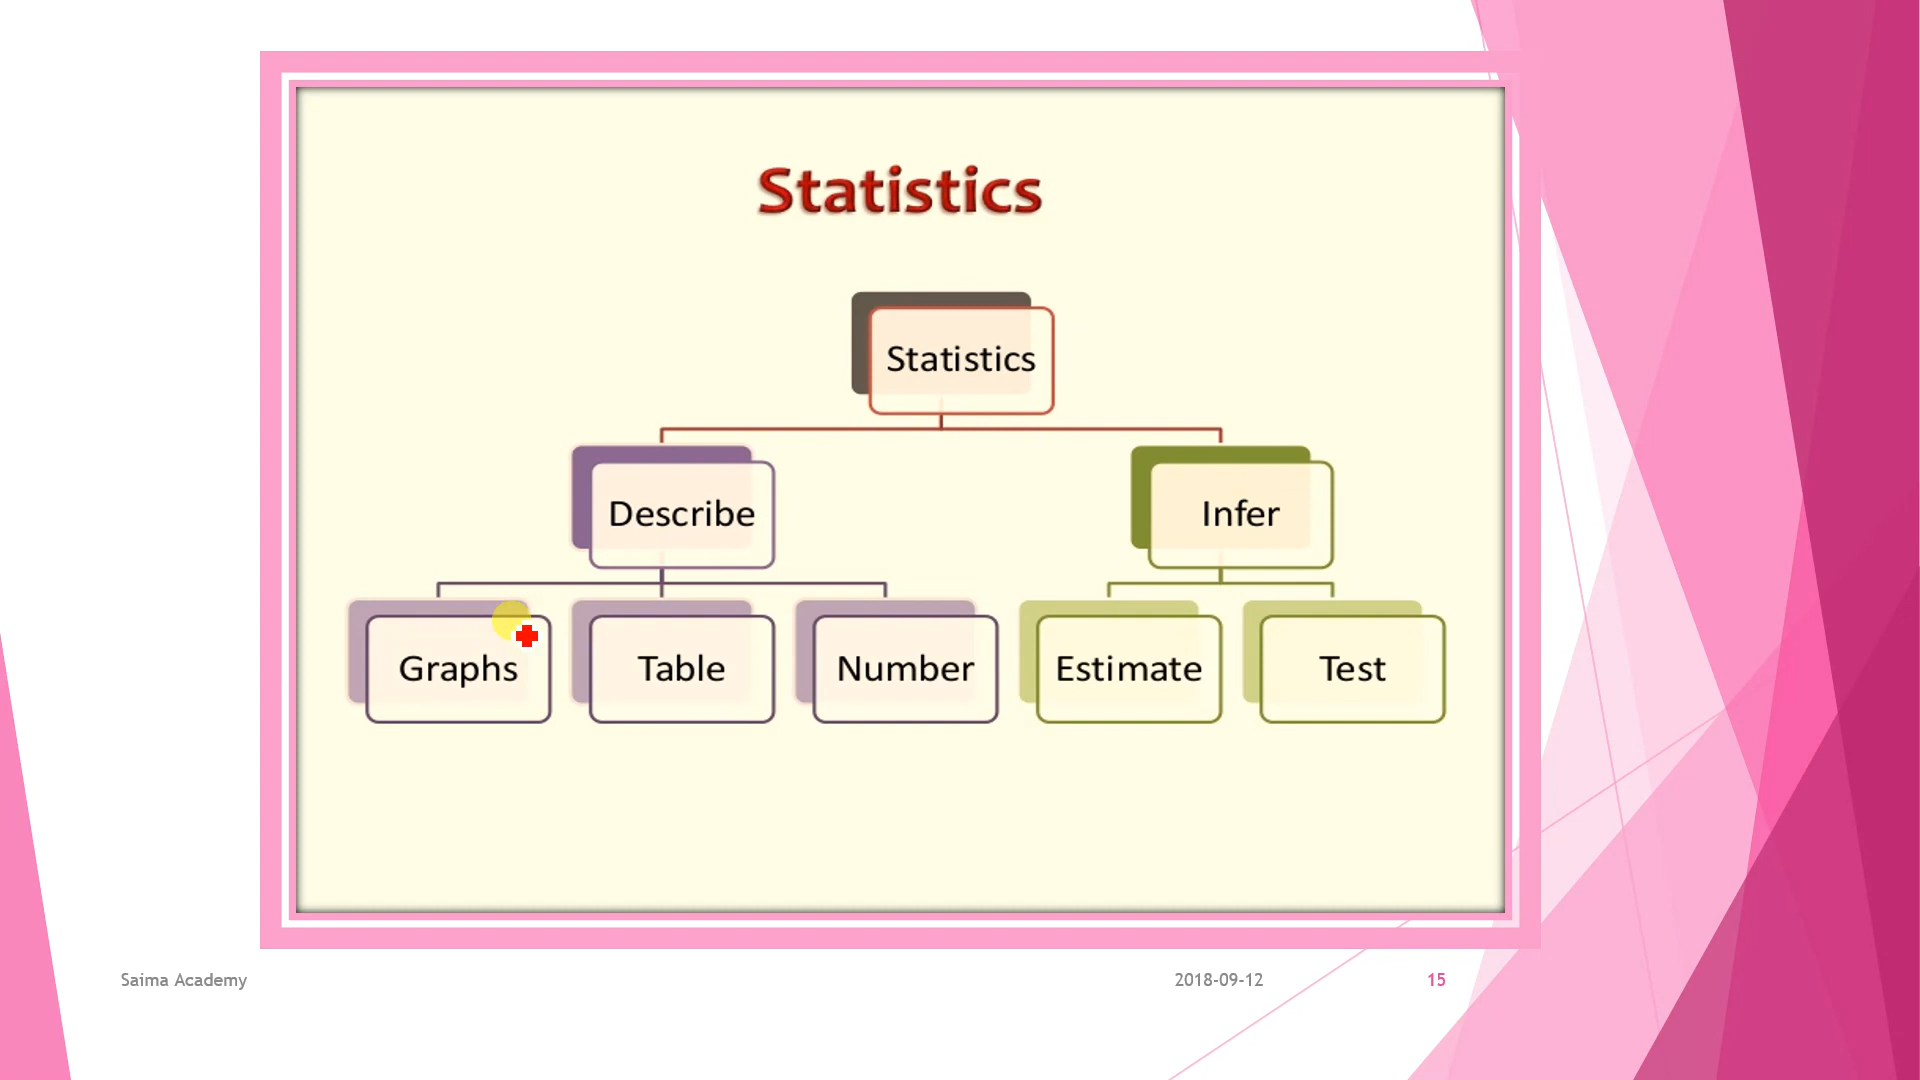 Statistics
Statistics
Describe
Infer
Graphs
Table
Number
Estimate
Test
Saima Academy
2018-09-12
15